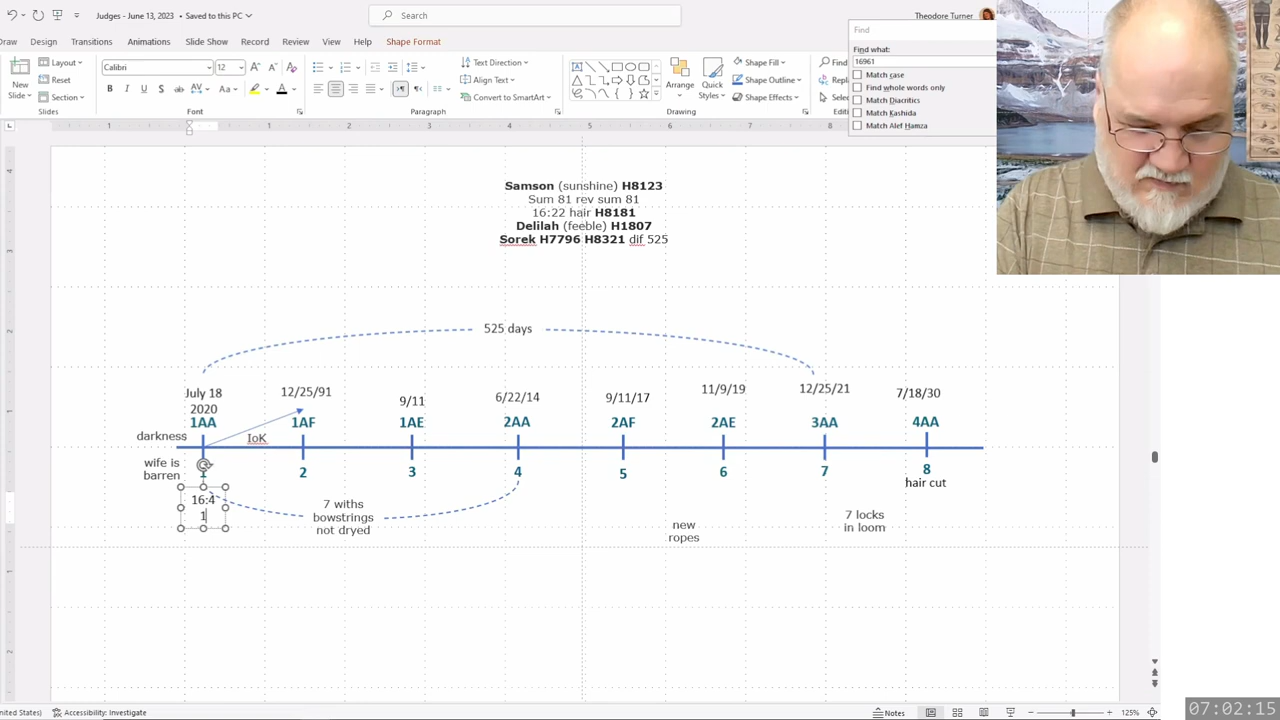 Judges - June 13, 2023 • Saved to this PC
Search
Theodore Turner
Draw
Design
Transitions
Animations
Slide Show
Record
Review
View
Help
Shape Format
New
Slide
Layout
Reset
Section
Slides
Calibri
12
Font
Paragraph
Text Direction
Align Text
Convert to SmartArt
Arrange
Quick
Styles
Shape Fill
Shape Outline
Shape Effects
Drawing
Find
Find what:
16961
Match case
Find whole words only
Match Diacritics
Match Kashida
Match Alef Hamza
Samson (sunshine) H8123
Sum 81 rev sum 81
16:22 hair H8181
Delilah (feeble) H1807
Sorek H7796 H8321 dif 525
525 days
July 18
2020
1AA
12/25/91
1AF
9/11
1AE
6/22/14
2AA
9/11/17
2AF
11/9/19
2AE
12/25/21
3AA
7/18/30
4AA
darkness
IoK
wife is
barren
1
2
3
4
5
6
7
8
hair cut
16:4
1
7 withs
bowstrings
not dryed
new
ropes
7 locks
in loom
Accessibility: Investigate
Notes
125%
07:02:15